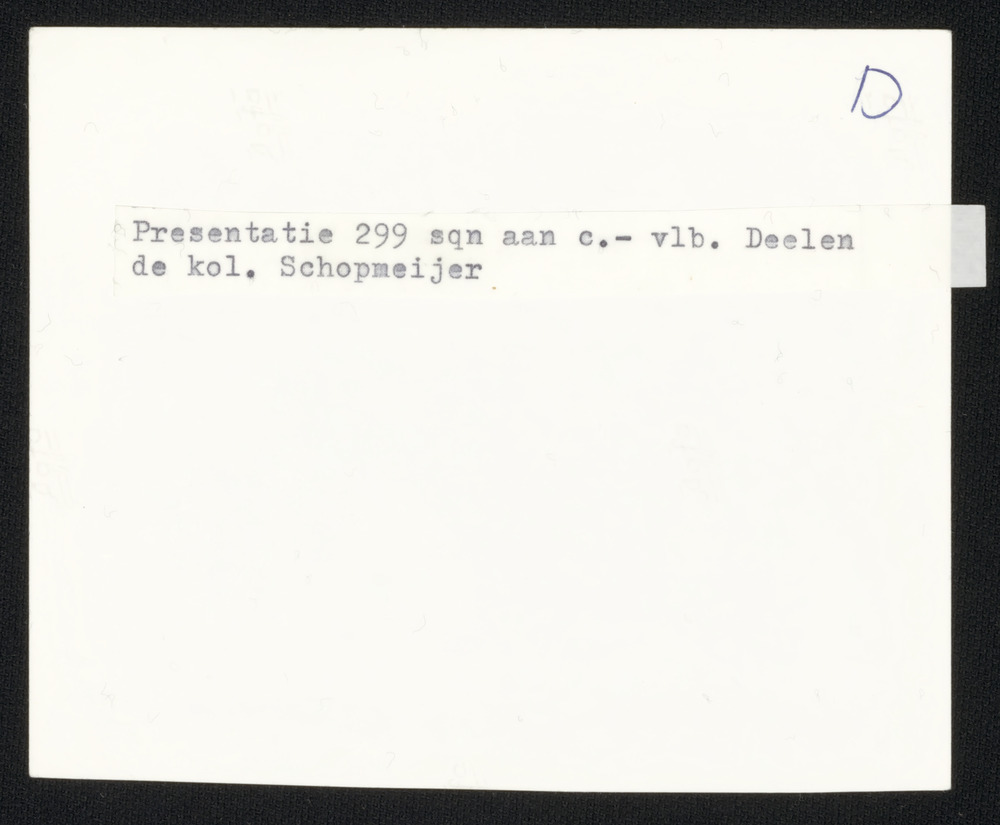 D
Presentatie 299 sqn aan c.- vlb. Deelen
de kol. Schopmeijer